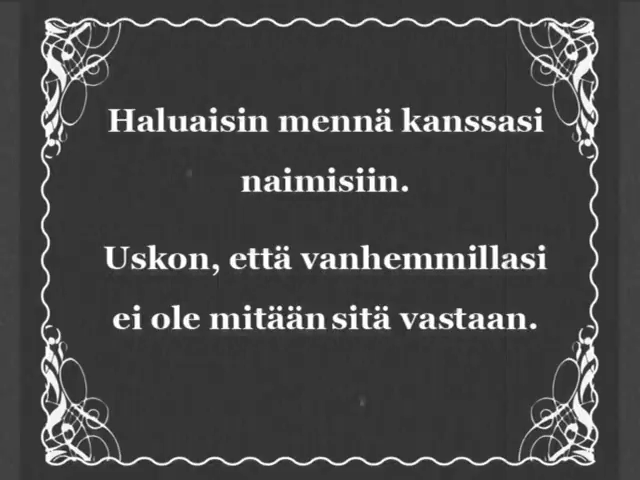 Haluaisin mennä kanssasi
naimisiin.
Uskon, että vanhemmillasi
ei ole mitään sitä vastaan.